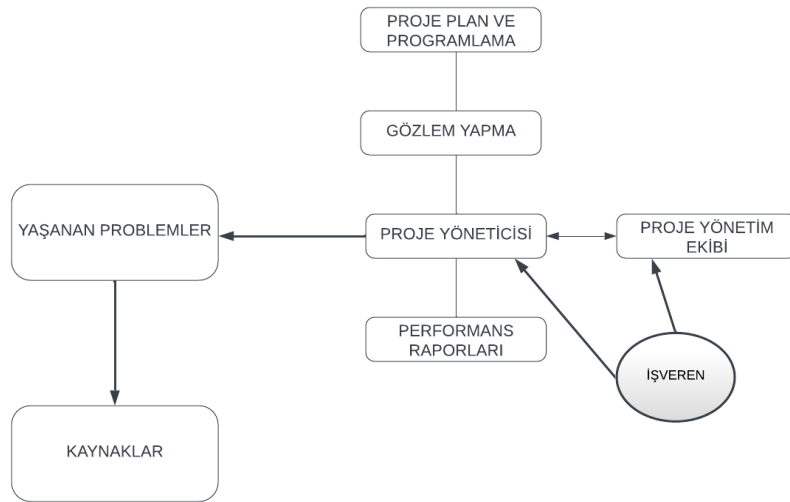 PROJE PLAN VE
PROGRAMLAMA
GÖZLEM YAPMA
YAŞANAN PROBLEMLER
PROJE YÖNETİCİSİ
PROJE YÖNETİM
EKİBİ
PERFORMANS
RAPORLARI
İŞVEREN
KAYNAKLAR